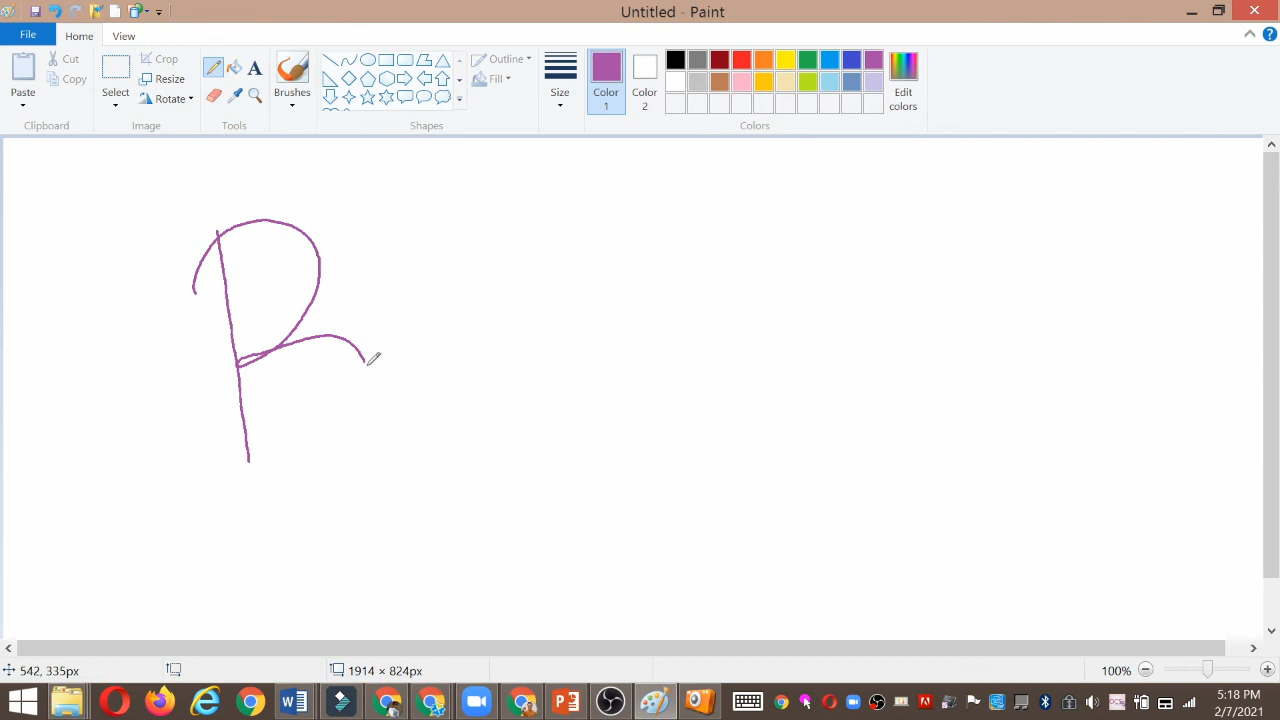 Untitled - Paint
File
Home
View
Paste
Cut
Copy
Clipboard
Select
Crop
Resize
Rotate
Image
A
Tools
Brushes
Outline
Fill
Shapes
Size
Color 1
Color 2
Edit colors
Colors
542, 335px
1914 × 824px
100%
5:18 PM
2/7/2021